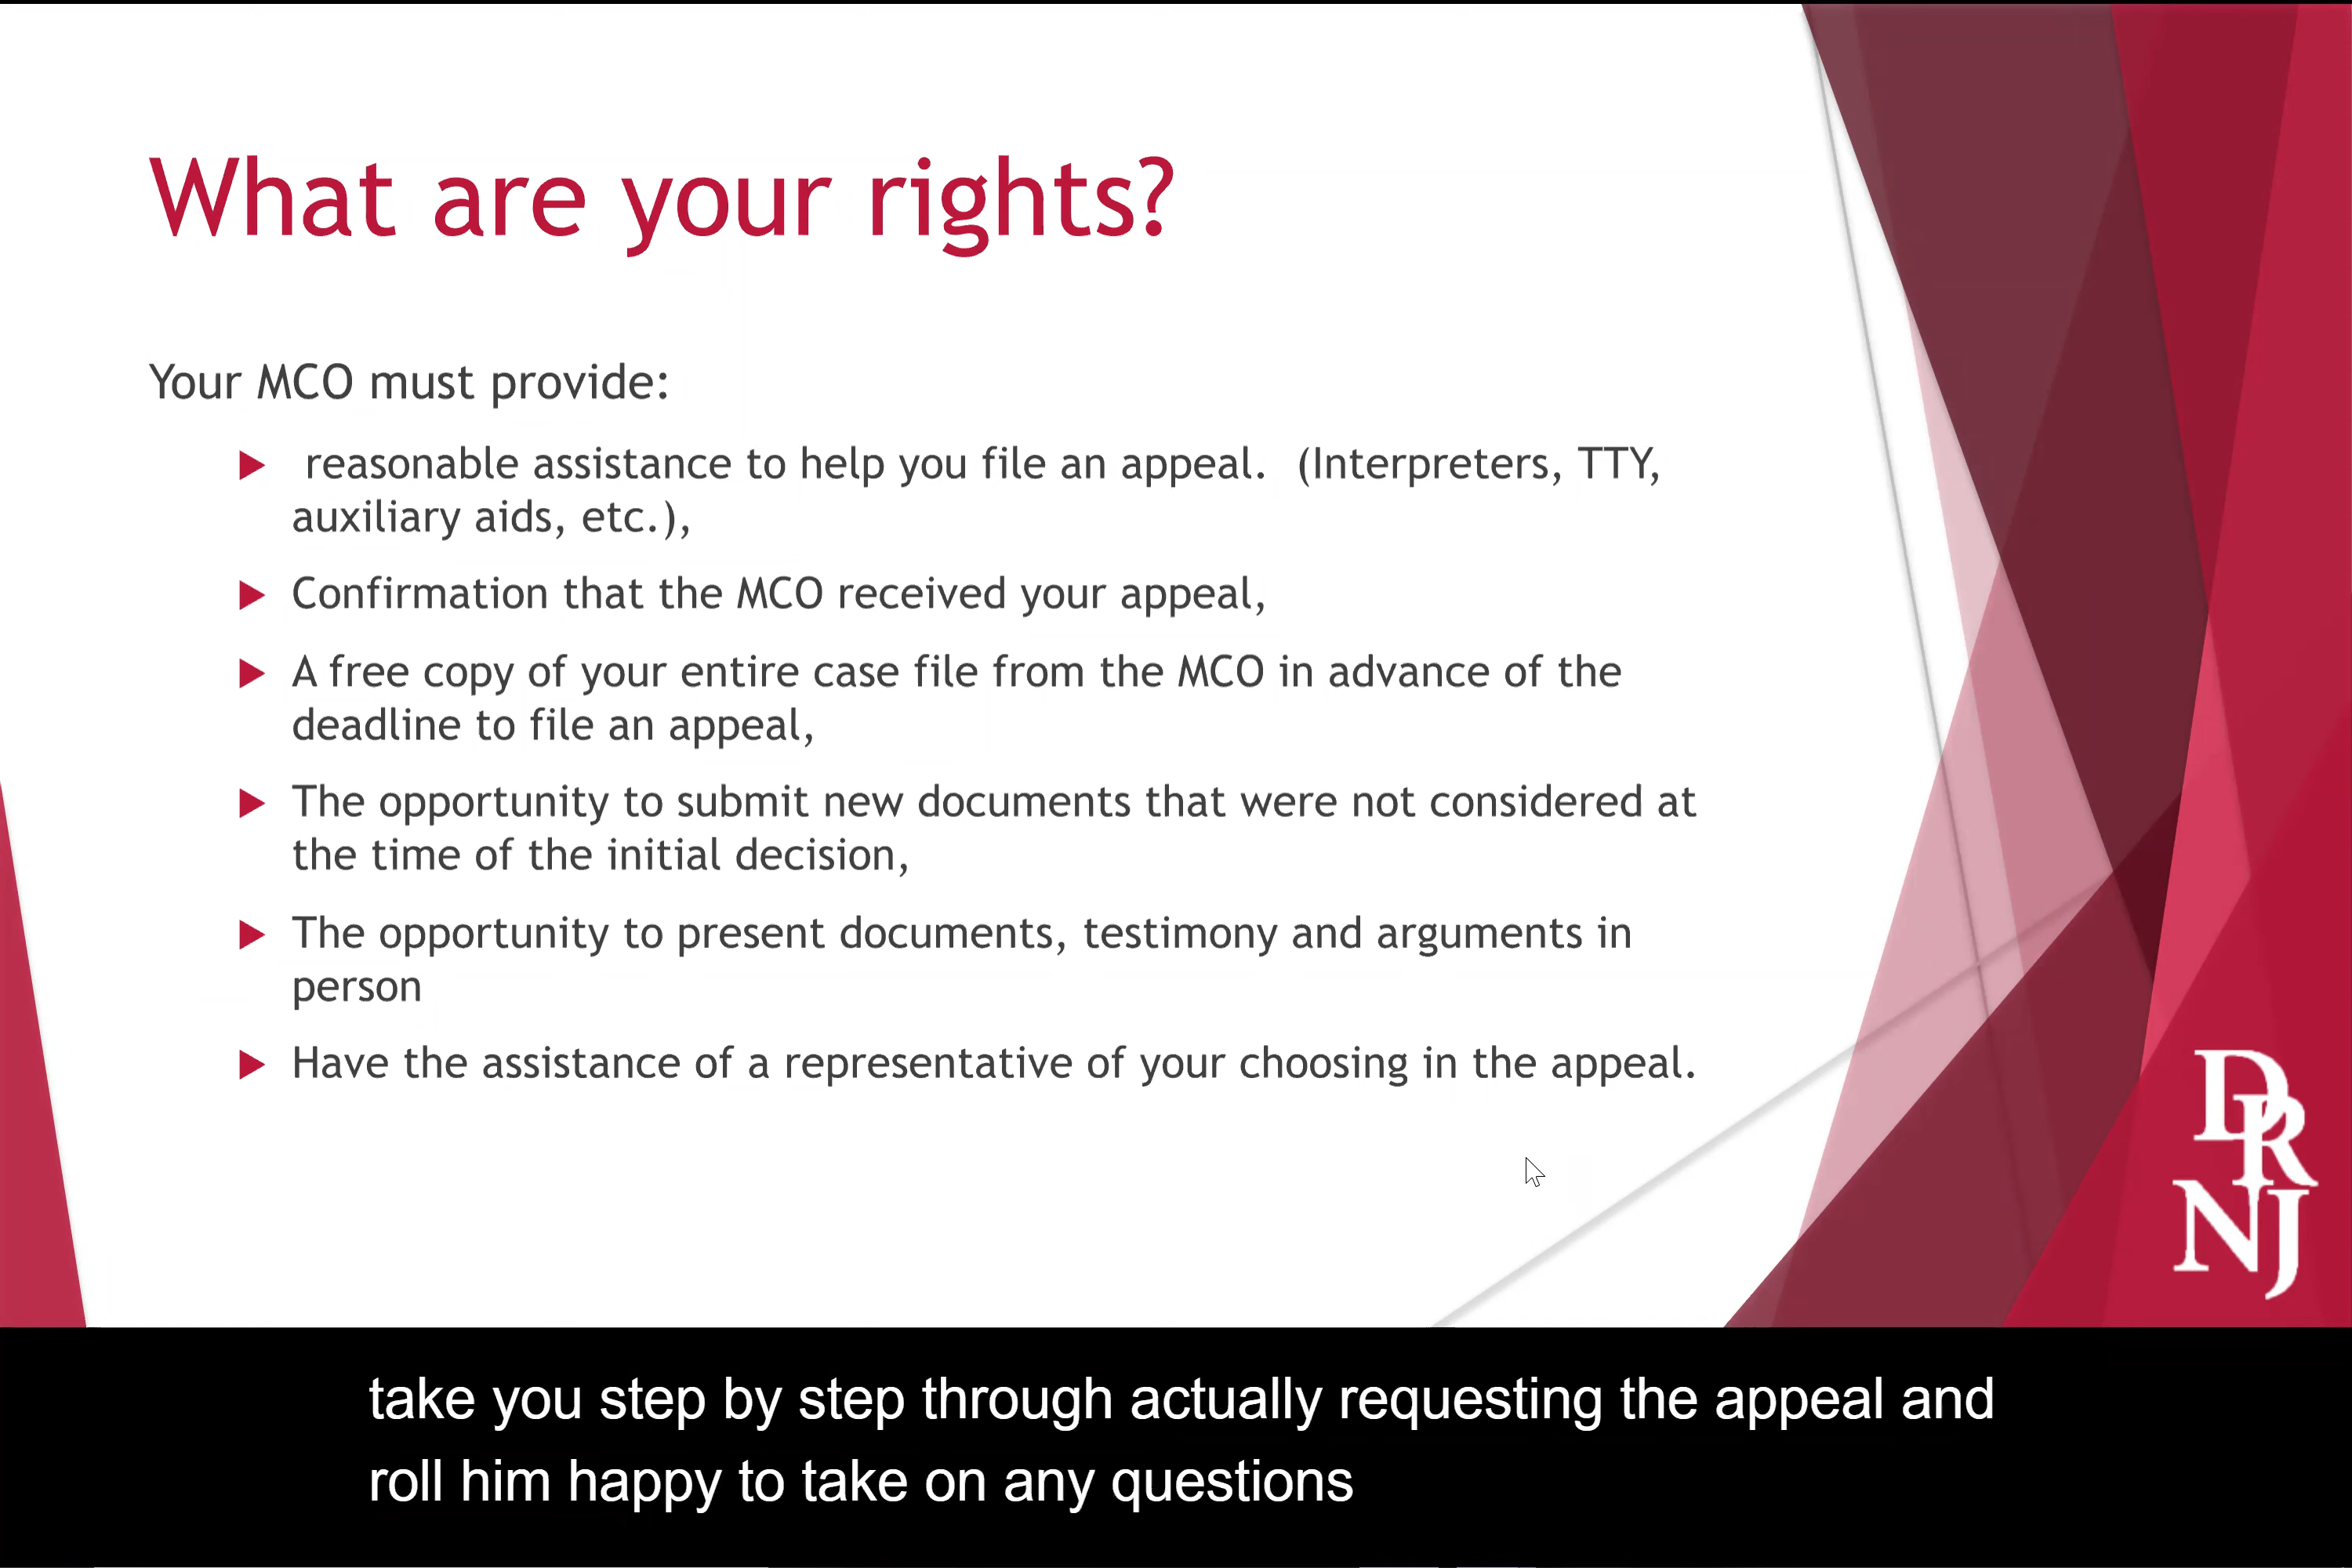 What are your rights?
Your MCO must provide:
reasonable assistance to help you file an appeal. (Interpreters, TTY,
auxiliary aids, etc.),
Confirmation that the MCO received your appeal,
A free copy of your entire case file from the MCO in advance of the
deadline to file an appeal,
The opportunity to submit new documents that were not considered at
the time of the initial decision,
The opportunity to present documents, testimony and arguments in
person
Have the assistance of a representative of your choosing in the appeal.
DR
NJ
take you step by step through actually requesting the appeal and
roll him happy to take on any questions